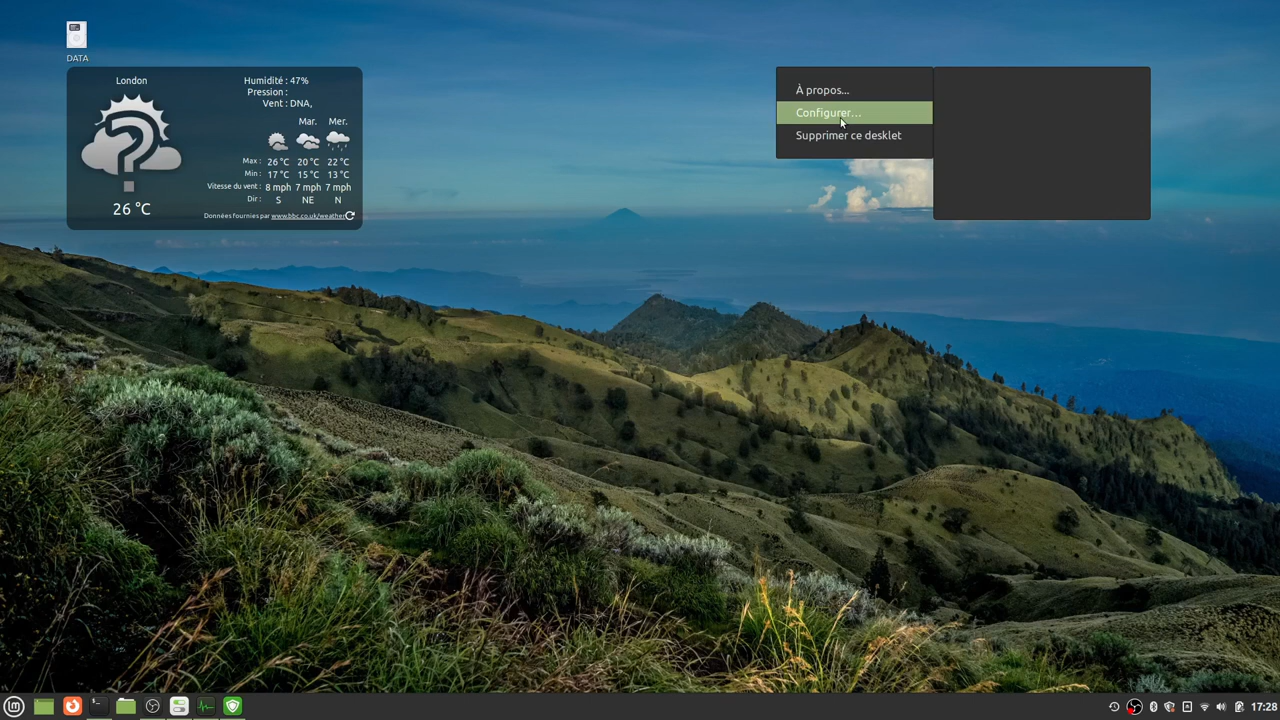 DATA
London
26 °C
Humidité : 47%
Pression :
Vent : DNA,
Mar. Mer.
Max : 26 °C 20 °C 22 °C
Min : 17 °C 15 °C 13 °C
Vitesse du vent : 8 mph 7 mph 7 mph
Dir : S NE N
Données fournies par www.bbc.co.uk/weather
À propos...
Configurer...
Supprimer ce desklet
17:28